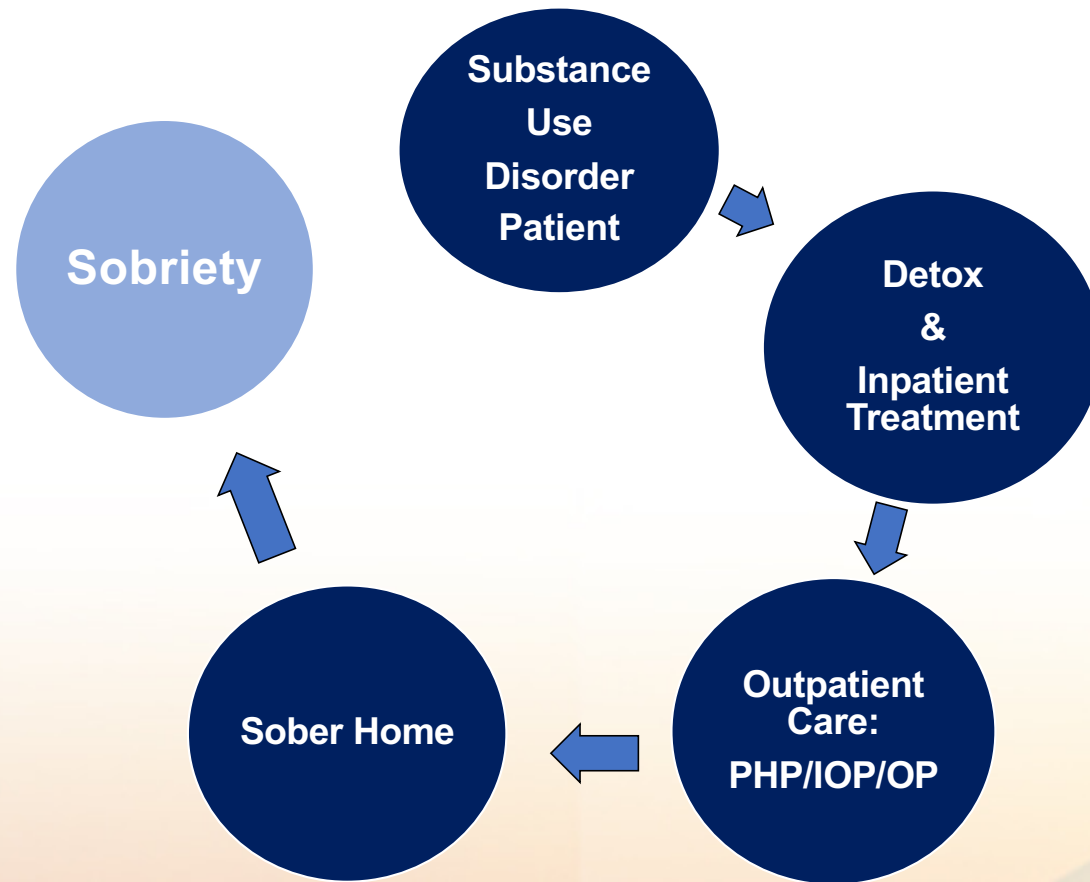 Substance
Use
Disorder
Patient
Sobriety
Detox
&
Inpatient
Treatment
Outpatient
Care:
PHP/IOP/OP
Sober Home